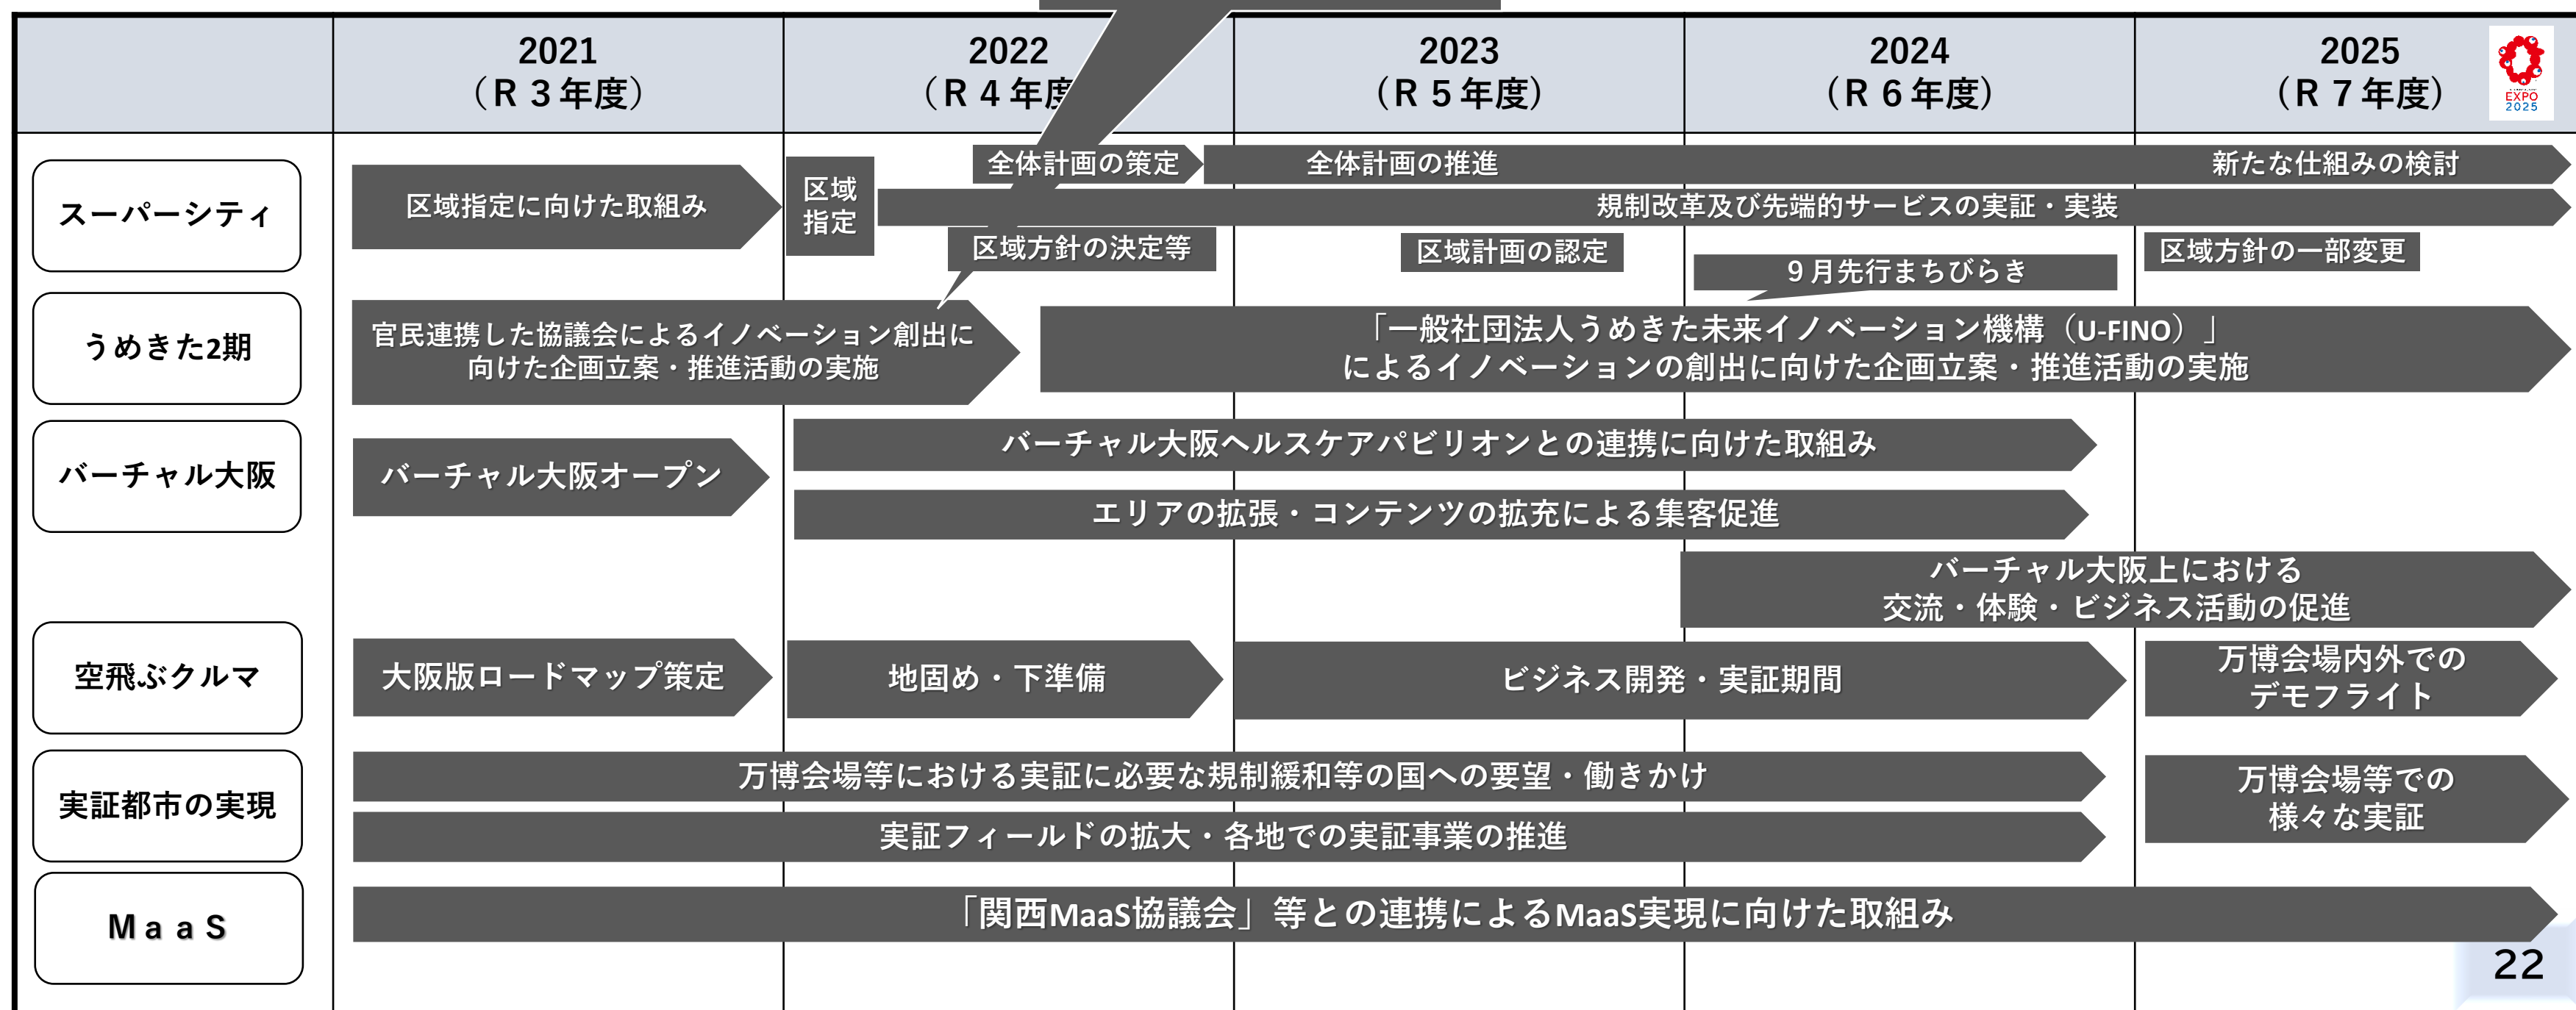 2021
（Ｒ３年度）
2022
（Ｒ４年度
2023
（Ｒ５年度）
2024
（Ｒ６年度）
2025
（Ｒ７年度）
EXPO
2025
スーパーシティ
区域指定に向けた取組み
区域
指定
全体計画の策定
全体計画の推進
新たな仕組みの検討
規制改革及び先端的サービスの実証・実装
区域方針の決定等
区域計画の認定
９月先行まちびらき
区域方針の一部変更
うめきた2期
官民連携した協議会によるイノベーション創出に
向けた企画立案・推進活動の実施
「一般社団法人うめきた未来イノベーション機構（U-FINO）」
によるイノベーションの創出に向けた企画立案・推進活動の実施
バーチャル大阪
バーチャル大阪オープン
バーチャル大阪ヘルスケアパビリオンとの連携に向けた取組み
エリアの拡張・コンテンツの拡充による集客促進
バーチャル大阪上における
交流・体験・ビジネス活動の促進
空飛ぶクルマ
大阪版ロードマップ策定
地固め・下準備
ビジネス開発・実証期間
万博会場内外での
デモフライト
実証都市の実現
万博会場等における実証に必要な規制緩和等の国への要望・働きかけ
実証フィールドの拡大・各地での実証事業の推進
万博会場等での
様々な実証
ＭａａＳ
「関西MaaS協議会」等との連携によるMaaS実現に向けた取組み
22